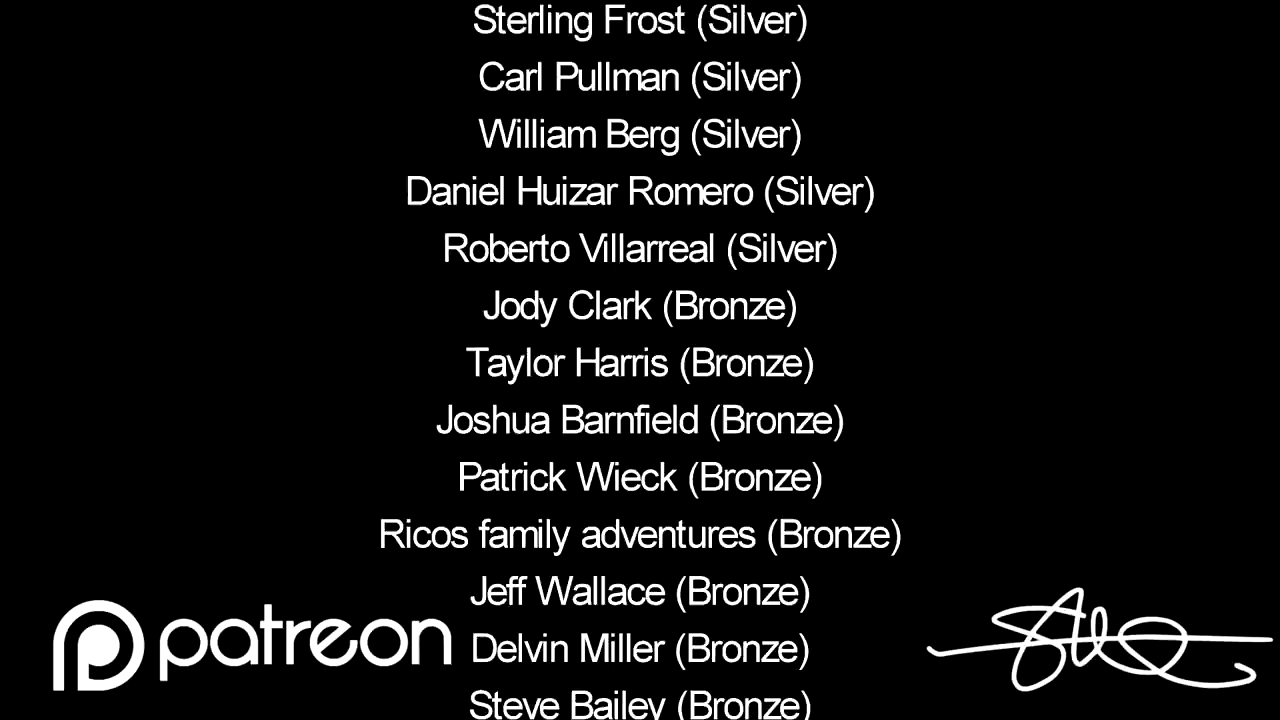 Sterling Frost (Silver)
Carl Pullman (Silver)
William Berg (Silver)
Daniel Huizar Romero (Silver)
Roberto Villarreal (Silver)
Jody Clark (Bronze)
Taylor Harris (Bronze)
Joshua Barnfield (Bronze)
Patrick Wieck (Bronze)
Ricos family adventures (Bronze)
Jeff Wallace (Bronze)
patreon
Delvin Miller (Bronze)
Steve Bailey (Bronze)